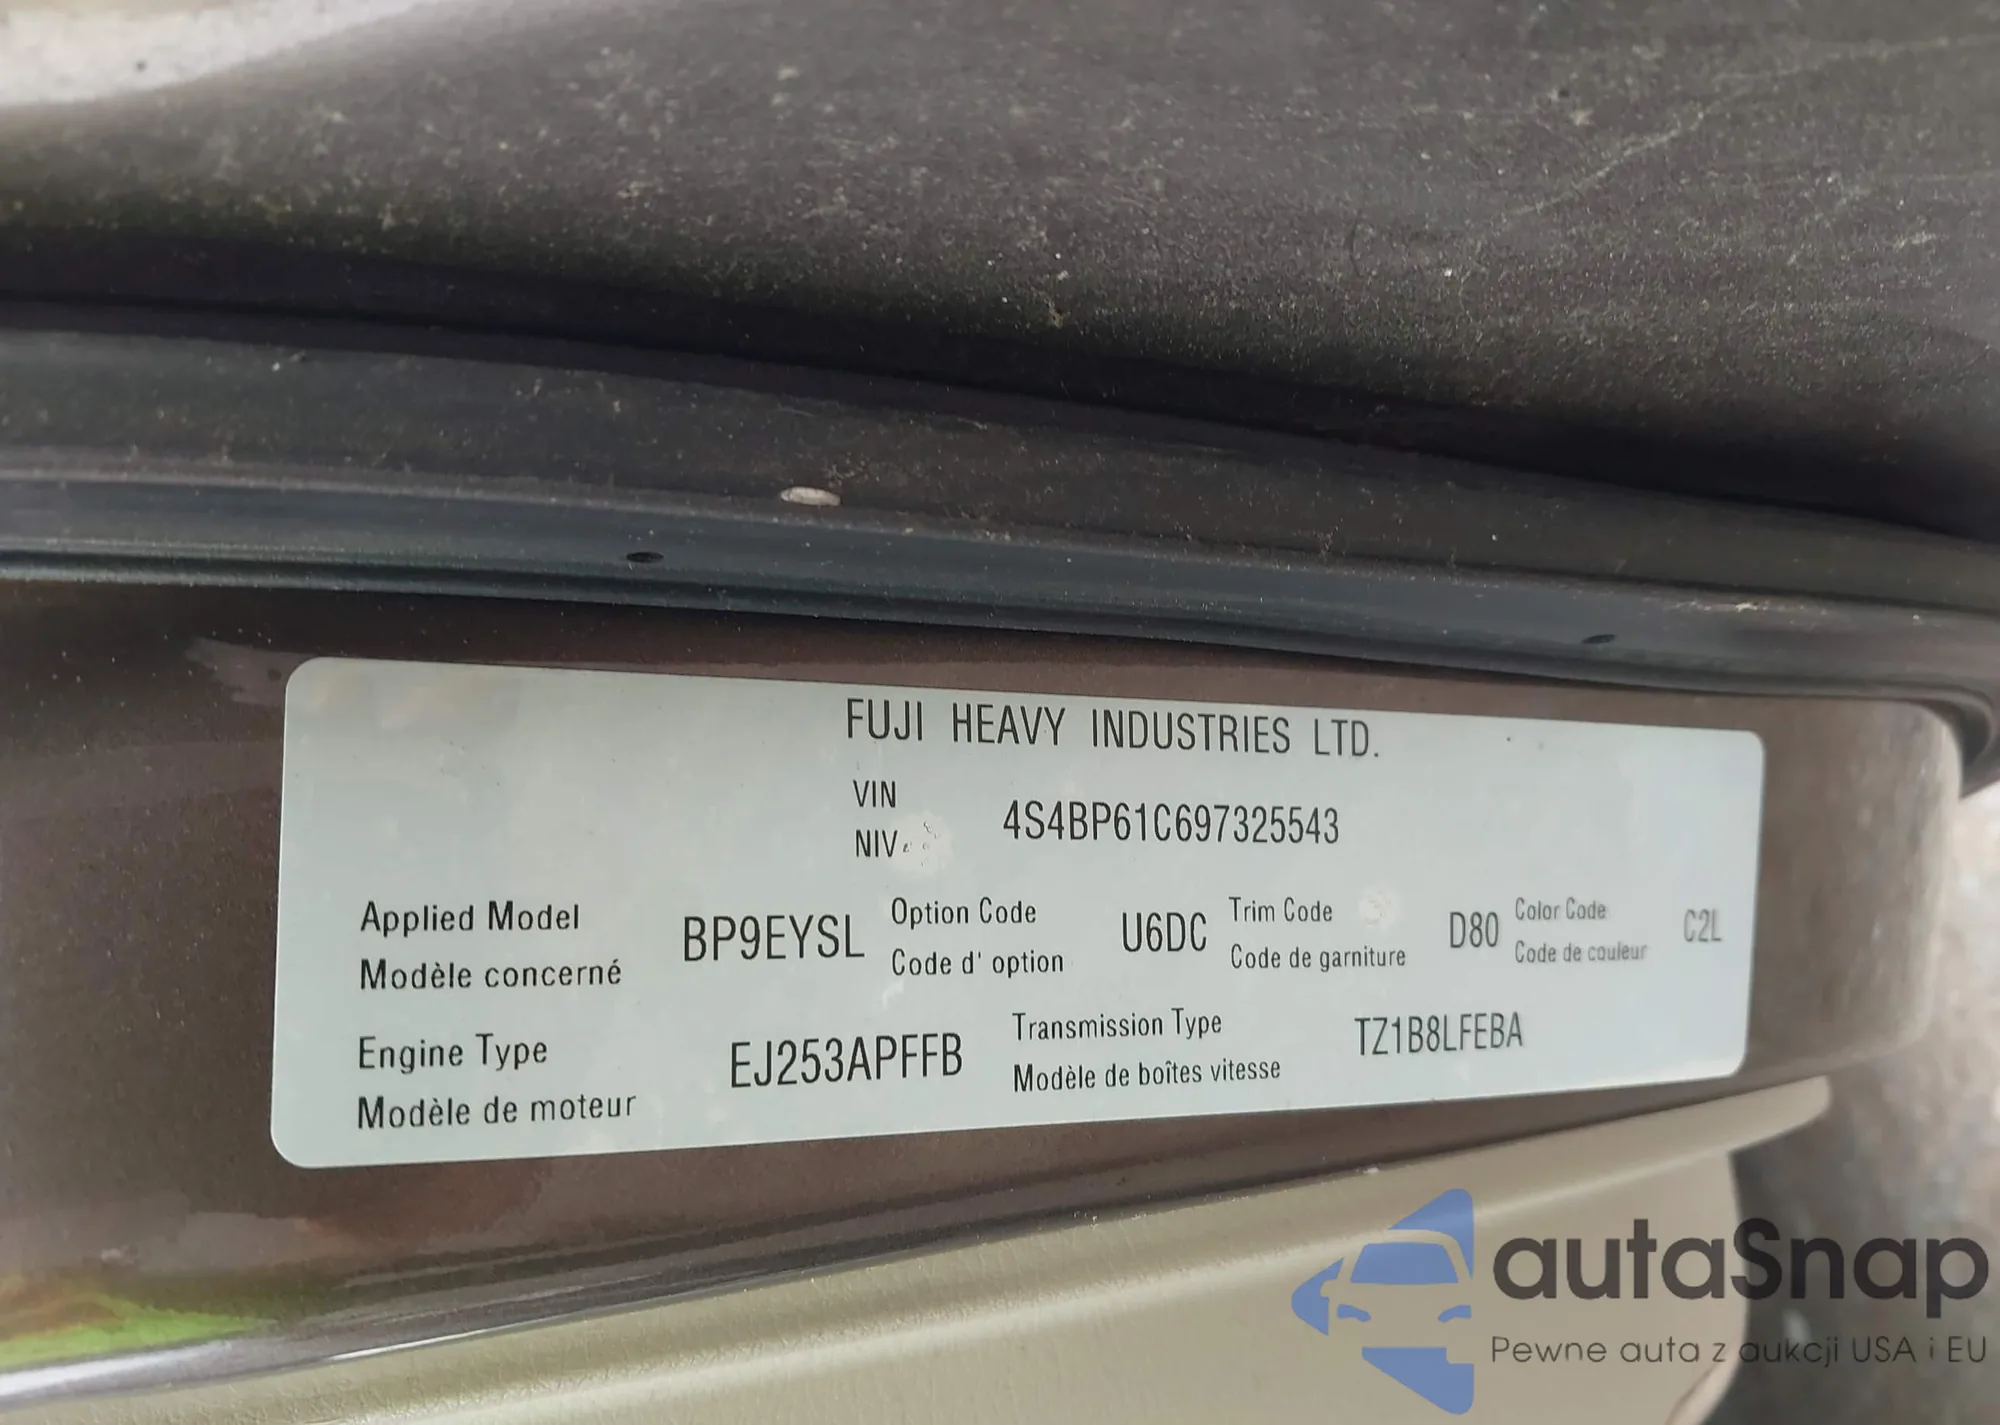 FUJI HEAVY INDUSTRIES LTD.
VIN
NIV
4S4BP61C697325543
Applied Model
Modèle concerné
BP9EYSL
Option Code
Code d' option
U6DC
Trim Code
Code de garniture
D80
Color Code
Code de couleur
C2L
Engine Type
Modèle de moteur
EJ253APFFB
Transmission Type
Modèle de boîtes vitesse
TZ1B8LFEBA
autaSnap
Pewne auta z aukcji USA i EU